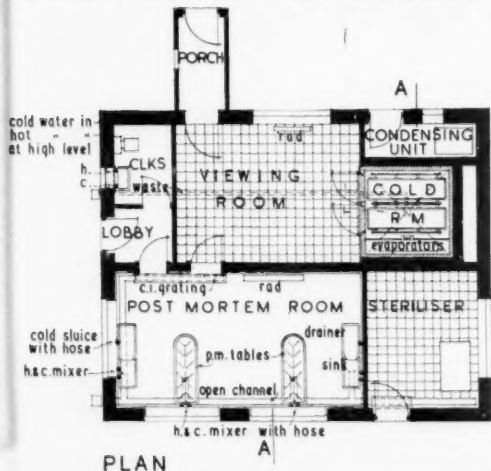 PORCH
A
cold water in
hot " "
at high level
rad
CONDENSING
UNIT
CLKS
h.
c.
waste
VIEWING
ROOM
COLD
RM
evaporators
LOBBY
c.i.grating
rad
POST MORTEM ROOM
STERILISER
cold sluice
with hose
drainer
p.m. tables
h&c.mixer
sink
open channel
h&c.mixer with hose
A
PLAN